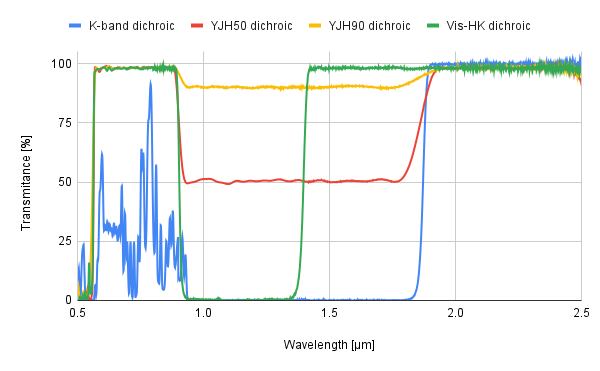 K-band dichroic YJH50 dichroic YJH90 dichroic Vis-HK dichroic
100
75
50
25
0
Transmitance [%]
0.5 1.0 1.5 2.0 2.5
Wavelength [μm]